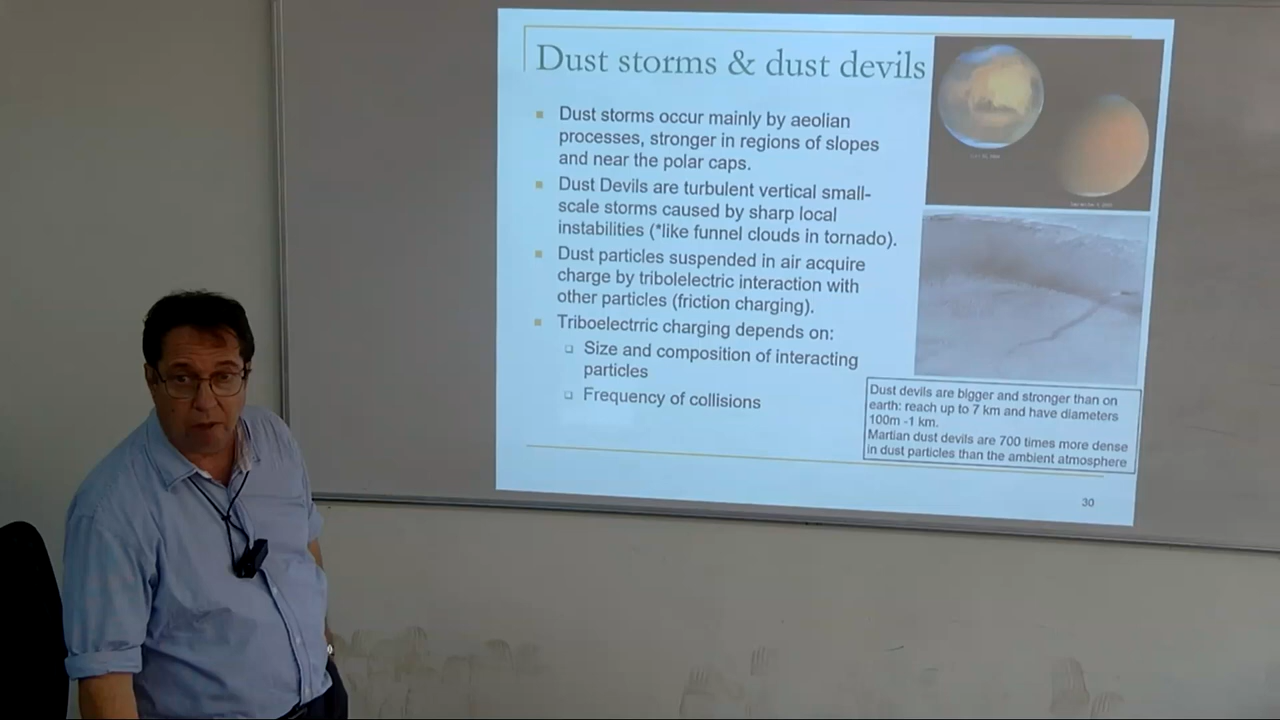 Dust storms & dust devils
Dust storms occur mainly by aeolian
processes, stronger in regions of slopes
and near the polar caps.
Dust Devils are turbulent vertical small-
scale storms caused by sharp local
instabilities (*like funnel clouds in tornado).
Dust particles suspended in air acquire
charge by tribolelectric interaction with
other particles (friction charging).
Triboelectrric charging depends on:
Size and composition of interacting
particles
Frequency of collisions
Dust devils are bigger and stronger than on
earth: reach up to 7 km and have diameters
100m -1 km.
Martian dust devils are 700 times more dense
in dust particles than the ambient atmosphere
30